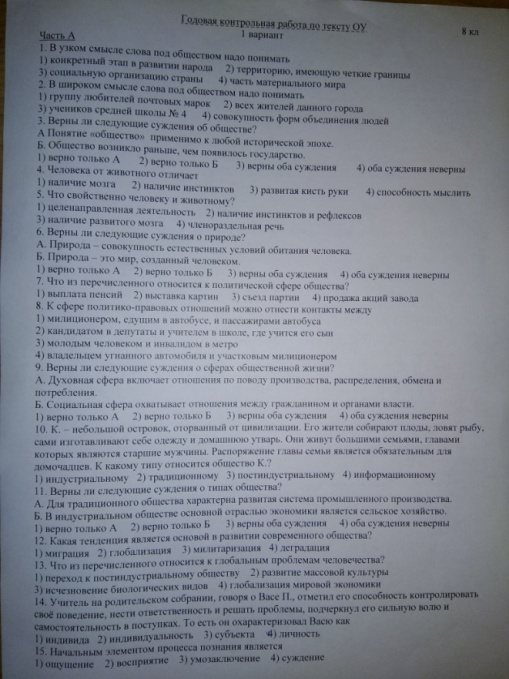 Годовая контрольная работа по тексту ОУ
8 кл
Часть А
1 вариант
1. В узком смысле слова под обществом надо понимать
1) конкретный этап в развитии народа 2) территорию, имеющую четкие границы
3) социальную организацию страны 4) часть материального мира
2. В широком смысле слова под обществом надо понимать
1) группу любителей почтовых марок 2) всех жителей данного города
3) учеников средней школы № 4 4) совокупность форм объединения людей
3. Верны ли следующие суждения об обществе?
А Понятие «общество» применимо к любой исторической эпохе.
Б. Общество возникло раньше, чем появилось государство.
1) верно только А 2) верно только Б 3) верны оба суждения 4) оба суждения неверны
4. Человека от животного отличает
1) наличие мозга 2) наличие инстинктов 3) развитая кисть руки 4) способность мыслить
5. Что свойственно человеку и животному?
1) целенаправленная деятельность 2) наличие инстинктов и рефлексов
3) наличие развитого мозга 4) членораздельная речь
6. Верны ли следующие суждения о природе?
А. Природа – совокупность естественных условий обитания человека.
Б. Природа – это мир, созданный человеком.
1) верно только А 2) верно только Б 3) верны оба суждения 4) оба суждения неверны
7. Что из перечисленного относится к политической сфере общества?
1) выплата пенсий 2) выставка картин 3) съезд партии 4) продажа акций завода
8. К сфере политико-правовых отношений можно отнести контакты между
1) милиционером, едущим в автобусе, и пассажирами автобуса
2) кандидатом в депутаты и учителем в школе, где учится его сын
3) молодым человеком и инвалидом в метро
4) владельцем угнанного автомобиля и участковым милиционером
9. Верны ли следующие суждения о сферах общественной жизни?
А. Духовная сфера включает отношения по поводу производства, распределения, обмена и
потребления.
Б. Социальная сфера охватывает отношения между гражданином и органами власти.
1) верно только А 2) верно только Б 3) верны оба суждения 4) оба суждения неверны
10. К. – небольшой островок, оторванный от цивилизации. Его жители собирают плоды, ловят рыбу,
сами изготавливают себе одежду и домашнюю утварь. Они живут большими семьями, главами
которых являются старшие мужчины. Распоряжение главы семьи является обязательным для
домочадцев. К какому типу относится общество К.?
1) индустриальному 2) традиционному 3) постиндустриальному 4) информационному
11. Верны ли следующие суждения о типах общества?
А. Для традиционного общества характерна развитая система промышленного производства.
Б. В индустриальном обществе основной отраслью экономики является сельское хозяйство.
1) верно только А 2) верно только Б 3) верны оба суждения 4) оба суждения неверны
12. Какая тенденция является основой в развитии современного общества?
1) миграция 2) глобализация 3) милитаризация 4) деградация
13. Что из перечисленного относится к глобальным проблемам человечества?
1) переход к постиндустриальному обществу 2) развитие массовой культуры
3) исчезновение биологических видов 4) глобализация мировой экономики
14. Учитель на родительском собрании, говоря о Васе П., отметил его способность контролировать
своё поведение, нести ответственность и решать проблемы, подчеркнул его сильную волю и
самостоятельность в поступках. То есть он охарактеризовал Васю как
1) индивида 2) индивидуальность 3) субъекта 4) личность
15. Начальным элементом процесса познания является
1) ощущение 2) восприятие 3) умозаключение 4) суждение